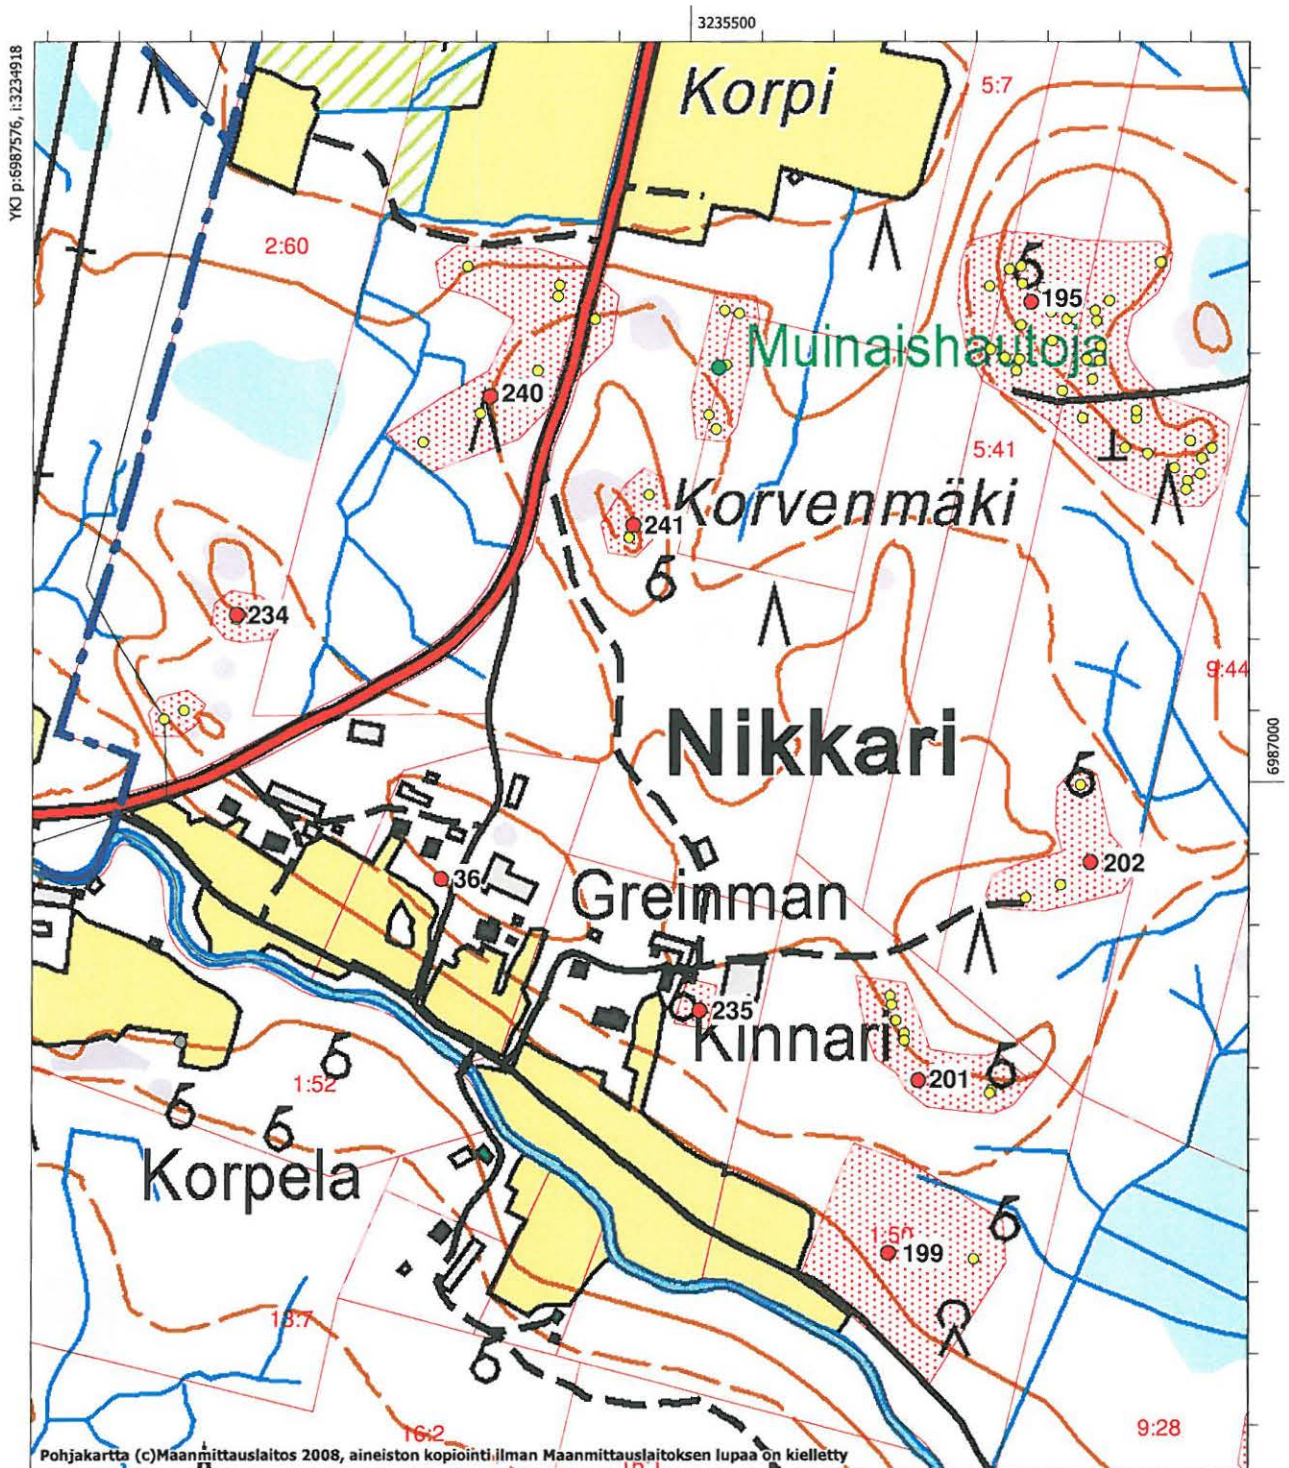 3235500
YKJ p:6987576, i:3234918
Korpi
5:7
2:60
195
Muinaishautoja
240
5:41
241
Korvenmäki
234
9:44
Nikkari
6987000
202
36
Greinman
235
Kinnari
201
1:52
Korpela
1:50
199
13:7
16:2
9:28
Pohjakartta (c)Maanmittauslaitos 2008, aineiston kopiointi ilman Maanmittauslaitoksen lupaa on kielletty